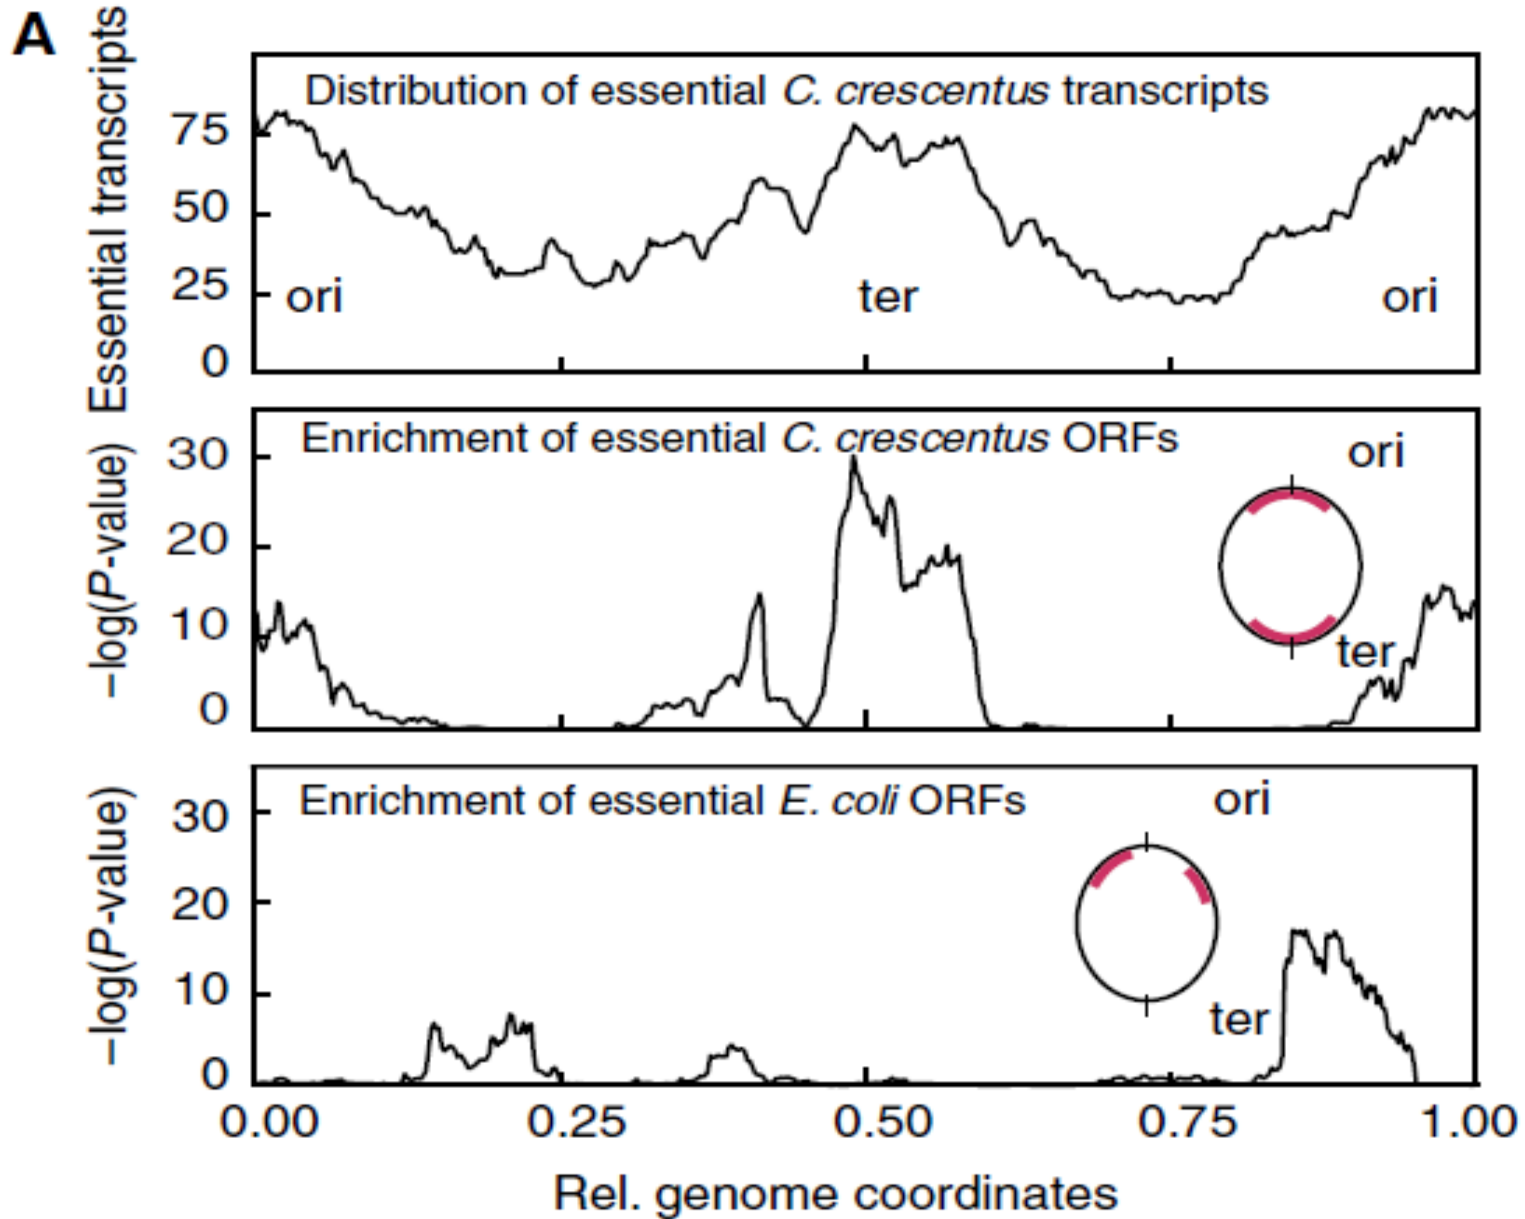 A
Essential transcripts
Distribution of essential C. crescentus transcripts
75
50
25
0
ori
ter
ori
–log(P-value)
Enrichment of essential C. crescentus ORFs
30
20
10
0
ori
ter
–log(P-value)
Enrichment of essential E. coli ORFs
30
20
10
0
ori
ter
0.00 0.25 0.50 0.75 1.00
Rel. genome coordinates